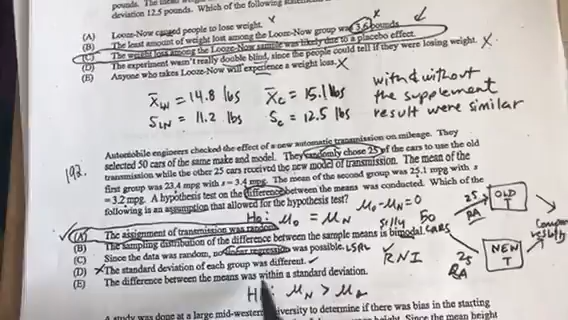 pounds. The mean
deviation 12.5 pounds. Which of the following
(A) Looze-Now caused people to lose weight. x
(B) The least amount of weight lost among the Looze-Now group was 3.6 pounds. x
(C) The weight loss among the Looze-Now sample was likely due to a placebo effect.
(D) The experiment wasn't really double blind, since the people could tell if they were losing weight. X
(E) Anyone who takes Looze-Now will experience a weight loss. X
x̄LN = 14.8 lbs x̄C = 15.1 lbs
SLN = 11.2 lbs SC = 12.5 lbs
with & without
the supplement
result were similar
192.
Automobile engineers checked the effect of a new automatic transmission on mileage. They
selected 50 cars of the same make and model. They randomly chose 25 of the cars to use the old
transmission while the other 25 cars received the new model of transmission. The mean of the
first group was 23.4 mpg with s = 3.4 mpg. The mean of the second group was 25.1 mpg with s
= 3.2 mpg. A hypothesis test on the difference between the means was conducted. Which of the
following is an assumption that allowed for the hypothesis test?
Ho: μO = μN μO - μN = 0
(A) The assignment of transmission was random.
(B) The sampling distribution of the difference between the sample means is bimodal. silly
(C) Since the data was random, no linear regression was possible. LSRL
(D) x The standard deviation of each group was different. ✓
(E) The difference between the means was within a standard deviation.
RNI
Ha: μN > μO
50
CARS
25
RA
OLD
T
25
RA
NEW
T
Compare
results
A study was done at a large mid-western university to determine if there was bias in the starting
Since the mean height